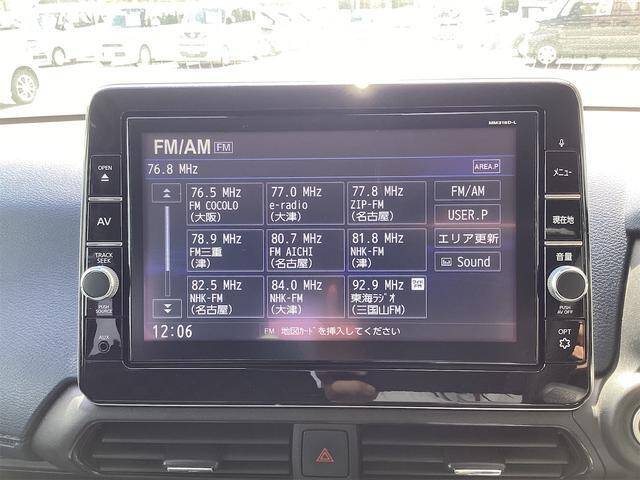 MM319D-L
FM/AM FM
76.8 MHz
AREA.P
76.5 MHz
FM COCOLO
(大阪)
77.0 MHz
e-radio
(大津)
77.8 MHz
ZIP-FM
(名古屋)
78.9 MHz
FM三重
(津)
80.7 MHz
FM AICHI
(名古屋)
81.8 MHz
NHK-FM
(津)
82.5 MHz
NHK-FM
(名古屋)
84.0 MHz
NHK-FM
(大津)
92.9 MHz
東海ラジオ
(三国山FM)
FM/AM
USER.P
エリア更新
Sound
12:06
FM 地図カードを挿入してください
OPEN
AV
TRACK
SEEK
PUSH
SOURCE
AUX
メニュー
現在地
音量
PUSH
AV OFF
OPT